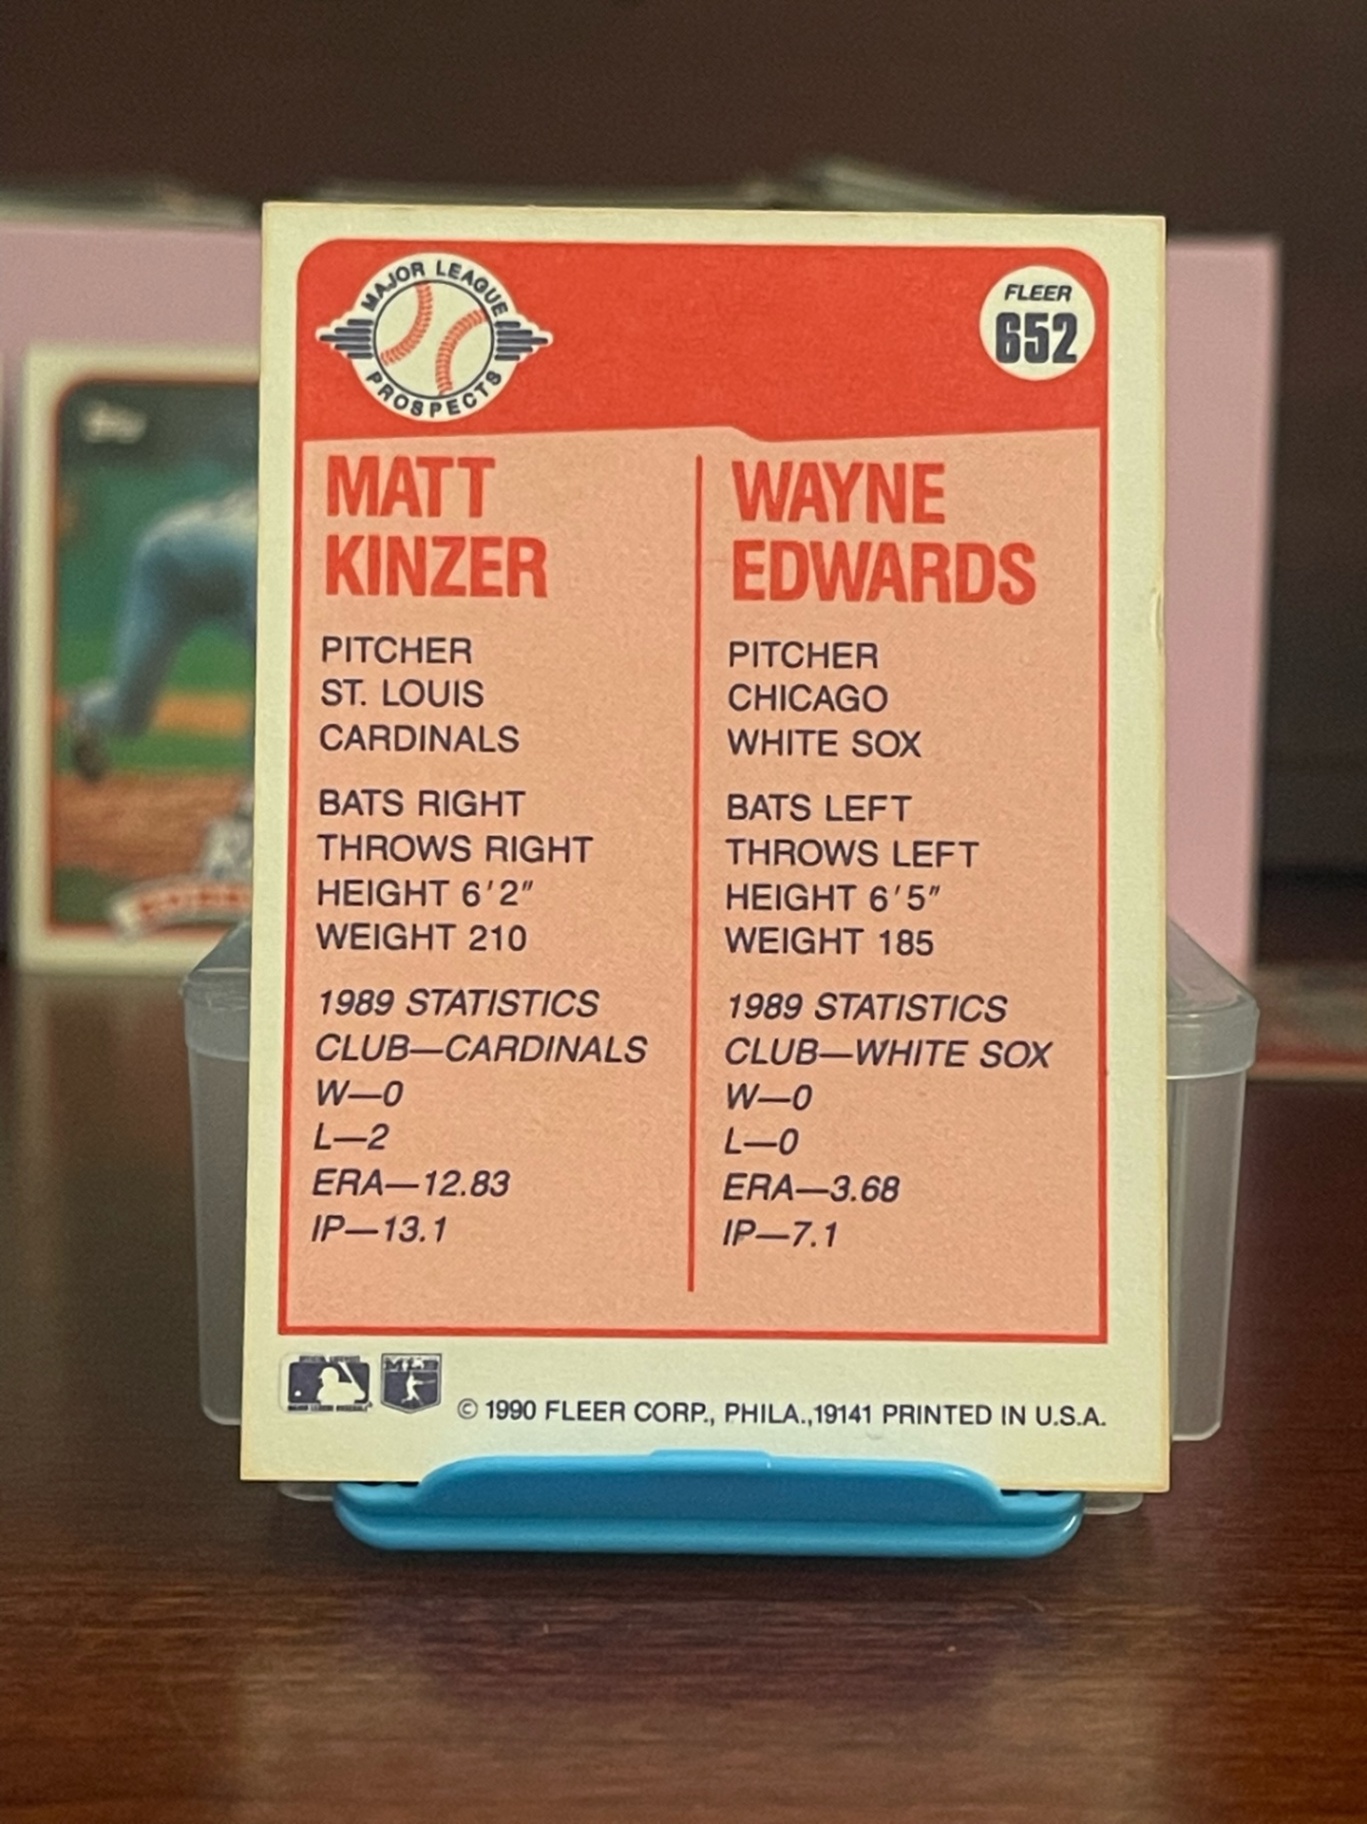 MAJOR LEAGUE
PROSPECTS
FLEER
652
MATT
KINZER
PITCHER
ST. LOUIS
CARDINALS
BATS RIGHT
THROWS RIGHT
HEIGHT 6'2"
WEIGHT 210
1989 STATISTICS
CLUB—CARDINALS
W—0
L—2
ERA—12.83
IP—13.1
WAYNE
EDWARDS
PITCHER
CHICAGO
WHITE SOX
BATS LEFT
THROWS LEFT
HEIGHT 6'5"
WEIGHT 185
1989 STATISTICS
CLUB—WHITE SOX
W—0
L—0
ERA—3.68
IP—7.1
MLB
© 1990 FLEER CORP., PHILA.,19141 PRINTED IN U.S.A.